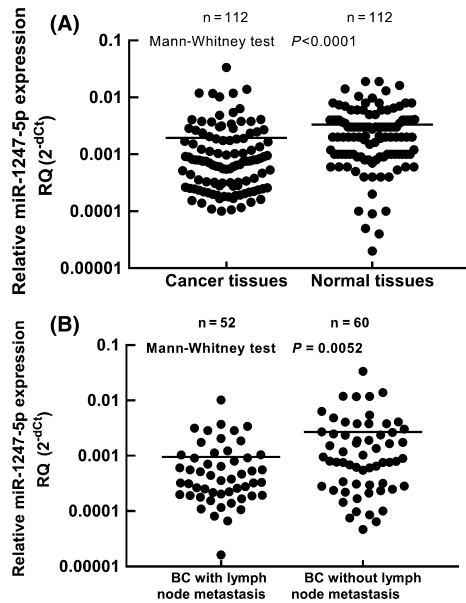 (A)
n = 112
n = 112
Mann-Whitney test P<0.0001
Relative miR-1247-5p expression
RQ (2^-dCt)
0.1
0.01
0.001
0.0001
0.00001
Cancer tissues
Normal tissues
(B)
n = 52
n = 60
Mann-Whitney test P = 0.0052
Relative miR-1247-5p expression
RQ (2^-dCt)
0.1
0.01
0.001
0.0001
0.00001
BC with lymph
node metastasis
BC without lymph
node metastasis